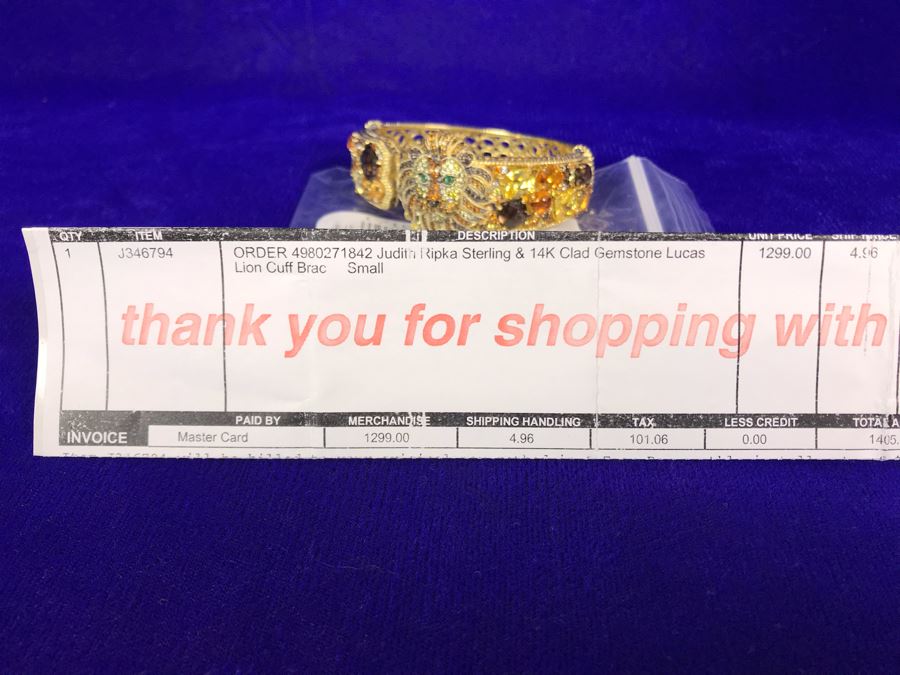 QTY ITEM DESCRIPTION UNIT PRICE
1 J346794 ORDER 4980271842 Judith Ripka Sterling & 14K Clad Gemstone Lucas 1299.00 4.96
Lion Cuff Brac Small
thank you for shopping with
INVOICE PAID BY MERCHANDISE SHIPPING HANDLING TAX LESS CREDIT TOTAL A
Master Card 1299.00 4.96 101.06 0.00 1405.